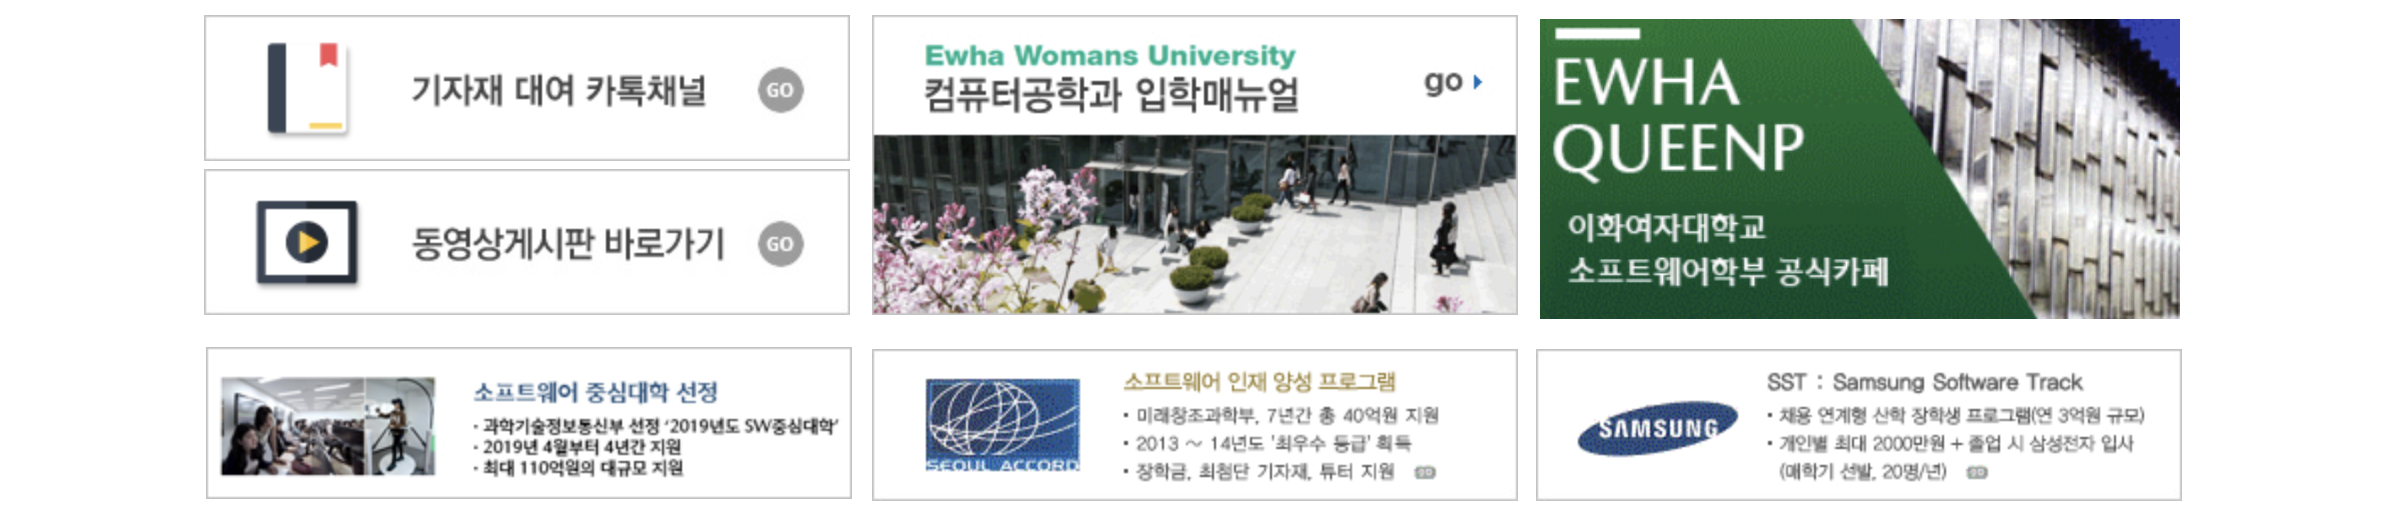 기자재 대여 카톡채널
GO
동영상게시판 바로가기
GO
Ewha Womans University
컴퓨터공학과 입학매뉴얼
go
EWHA
QUEENP
이화여자대학교
소프트웨어학부 공식카페
소프트웨어 중심대학 선정
· 과학기술정보통신부 선정 '2019년도 SW중심대학'
· 2019년 4월부터 4년간 지원
· 최대 110억원의 대규모 지원
SEOUL ACCORD
소프트웨어 인재 양성 프로그램
· 미래창조과학부, 7년간 총 40억원 지원
· 2013 ~ 14년도 '최우수 등급' 획득
· 장학금, 최첨단 기자재, 튜터 지원 GO
SAMSUNG
SST : Samsung Software Track
· 채용 연계형 산학 장학생 프로그램(연 3억원 규모)
· 개인별 최대 2000만원 + 졸업 시 삼성전자 입사
(매학기 선발, 20명/년) GO